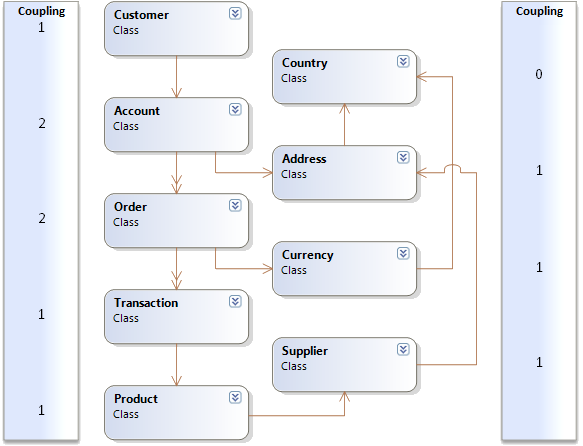 Coupling
1
2
2
1
1
Customer
Class
Account
Class
Order
Class
Transaction
Class
Product
Class
Country
Class
Address
Class
Currency
Class
Supplier
Class
Coupling
0
1
1
1